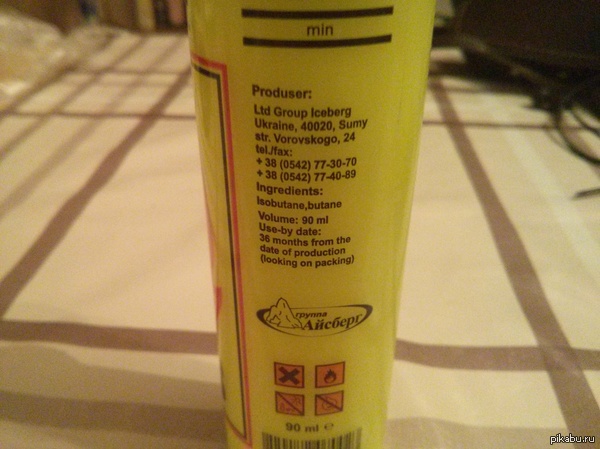 min
Produser:
Ltd Group Iceberg
Ukraine, 40020, Sumy
str. Vorovskogo, 24
tel./fax:
+ 38 (0542) 77-30-70
+ 38 (0542) 77-40-89
Ingredients:
Isobutane,butane
Volume: 90 ml
Use-by date:
36 months from the
date of production
(looking on packing)
группа
Айсберг
90 ml e
pikabu.ru